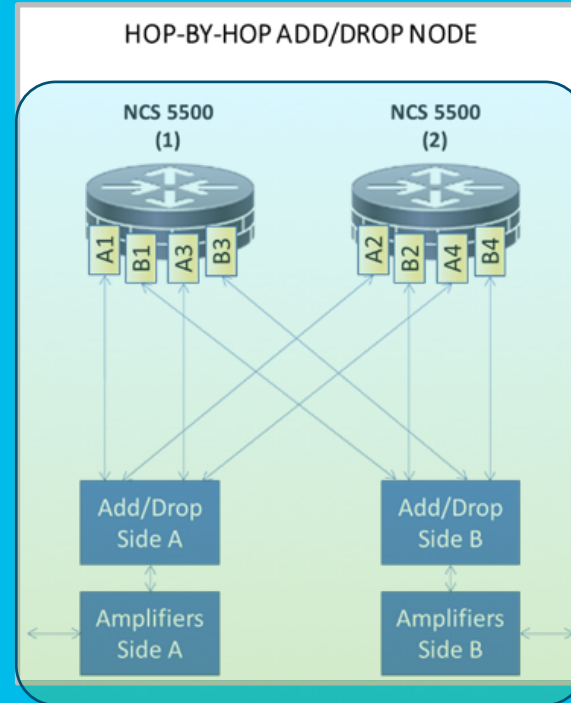 HOP-BY-HOP ADD/DROP NODE
NCS 5500
(1)
NCS 5500
(2)
A1
B1
A3
B3
A2
B2
A4
B4
Add/Drop
Side A
Add/Drop
Side B
Amplifiers
Side A
Amplifiers
Side B